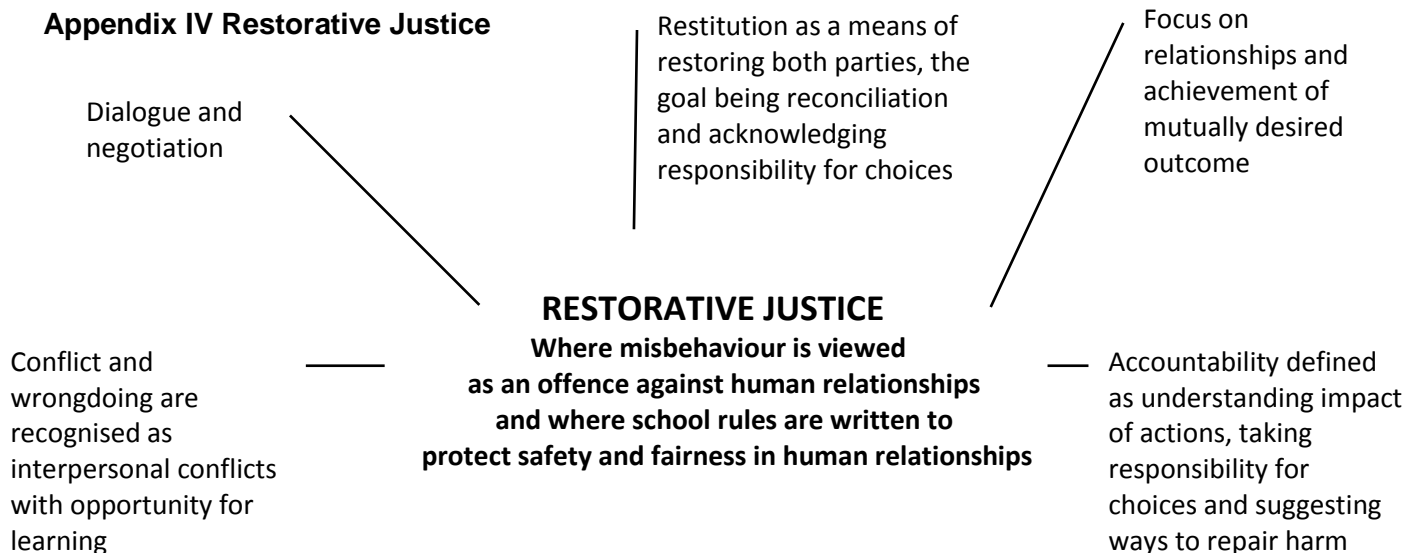 Appendix IV Restorative Justice
Dialogue and
negotiation
Restitution as a means of
restoring both parties, the
goal being reconciliation
and acknowledging
responsibility for choices
Focus on
relationships and
achievement of
mutually desired
outcome
RESTORATIVE JUSTICE
Where misbehaviour is viewed
as an offence against human relationships
and where school rules are written to
protect safety and fairness in human relationships
Conflict and
wrongdoing are
recognised as
interpersonal conflicts
with opportunity for
learning
Accountability defined
as understanding impact
of actions, taking
responsibility for
choices and suggesting
ways to repair harm